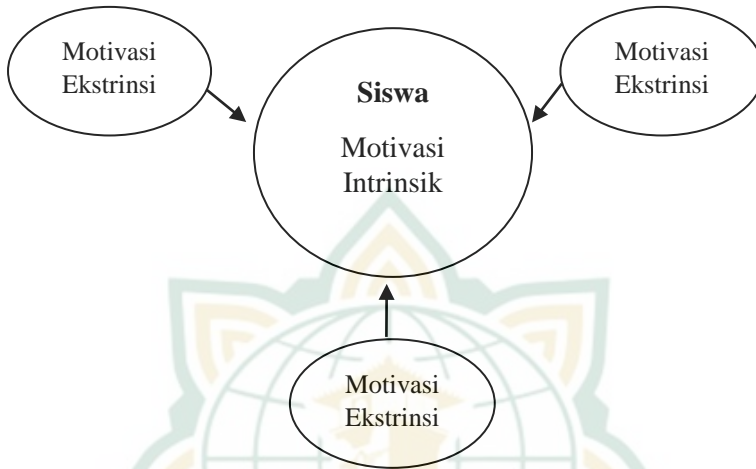 Motivasi
Ekstrinsi
Siswa
Motivasi
Intrinsik
Motivasi
Ekstrinsi
Motivasi
Ekstrinsi